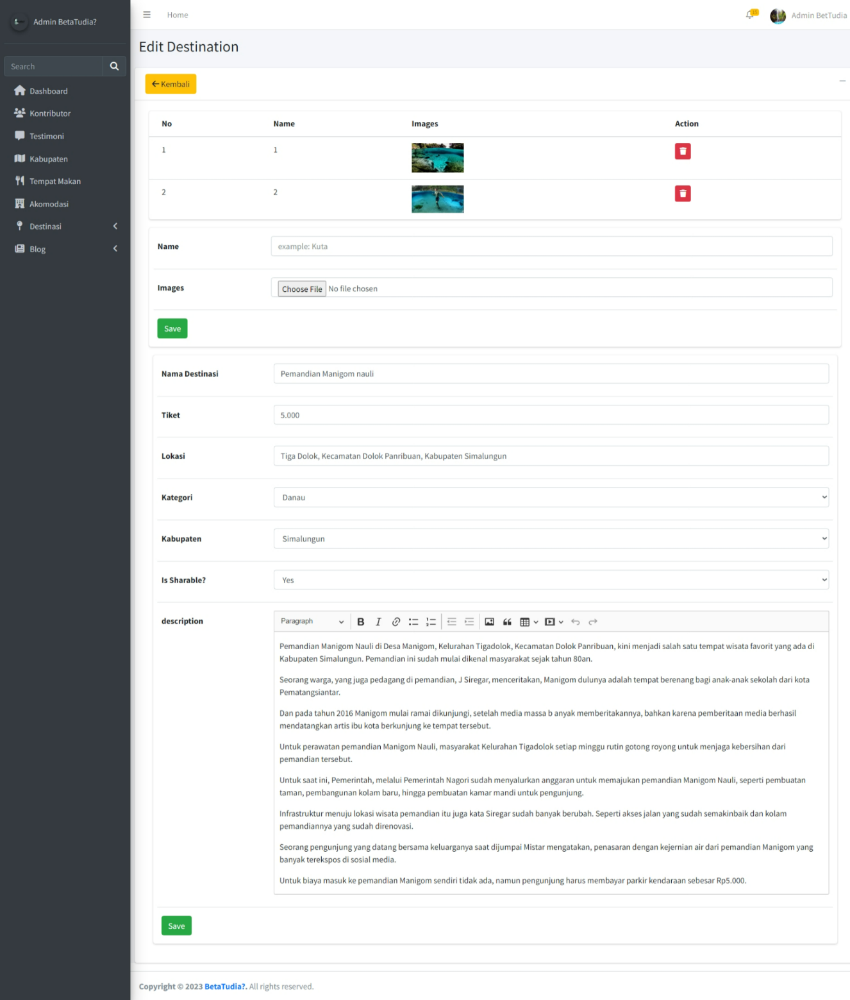 Admin BetaTudia?
Home
15
Admin BetTudia
Edit Destination
Search
Dashboard
Kontributor
Testimoni
Kabupaten
Tempat Makan
Akomodasi
Destinasi
Blog
Kembali
No Name Images Action
1 1
2 2
Name example: Kuta
Images Choose File No file chosen
Save
Nama Destinasi Pemandian Manigom nauli
Tiket 5.000
Lokasi Tiga Dolok, Kecamatan Dolok Panribuan, Kabupaten Simalungun
Kategori Danau
Kabupaten Simalungun
Is Sharable? Yes
description Paragraph B I
Pemandian Manigom Nauli di Desa Manigom, Kelurahan Tigadolok, Kecamatan Dolok Panribuan, kini menjadi salah satu tempat wisata favorit yang ada di
Kabupaten Simalungun. Pemandian ini sudah mulai dikenal masyarakat sejak tahun 80an.
Seorang warga, yang juga pedagang di pemandian, J Siregar, menceritakan, Manigom dulunya adalah tempat berenang bagi anak-anak sekolah dari kota
Pematangsiantar.
Dan pada tahun 2016 Manigom mulai ramai dikunjungi, setelah media massa b anyak memberitakannya, bahkan karena pemberitaan media berhasil
mendatangkan artis ibu kota berkunjung ke tempat tersebut.
Untuk perawatan pemandian Manigom Nauli, masyarakat Kelurahan Tigadolok setiap minggu rutin gotong royong untuk menjaga kebersihan dari
pemandian tersebut.
Untuk saat ini, Pemerintah, melalui Pemerintah Nagori sudah menyalurkan anggaran untuk memajukan pemandian Manigom Nauli, seperti pembuatan
taman, pembangunan kolam baru, hingga pembuatan kamar mandi untuk pengunjung.
Infrastruktur menuju lokasi wisata pemandian itu juga kata Siregar sudah banyak berubah. Seperti akses jalan yang sudah semakinbaik dan kolam
pemandiannya yang sudah direnovasi.
Seorang pengunjung yang datang bersama keluarganya saat dijumpai Mistar mengatakan, penasaran dengan kejernian air dari pemandian Manigom yang
banyak terekspos di sosial media.
Untuk biaya masuk ke pemandian Manigom sendiri tidak ada, namun pengunjung harus membayar parkir kendaraan sebesar Rp5.000.
Save
Copyright © 2023 BetaTudia?. All rights reserved.